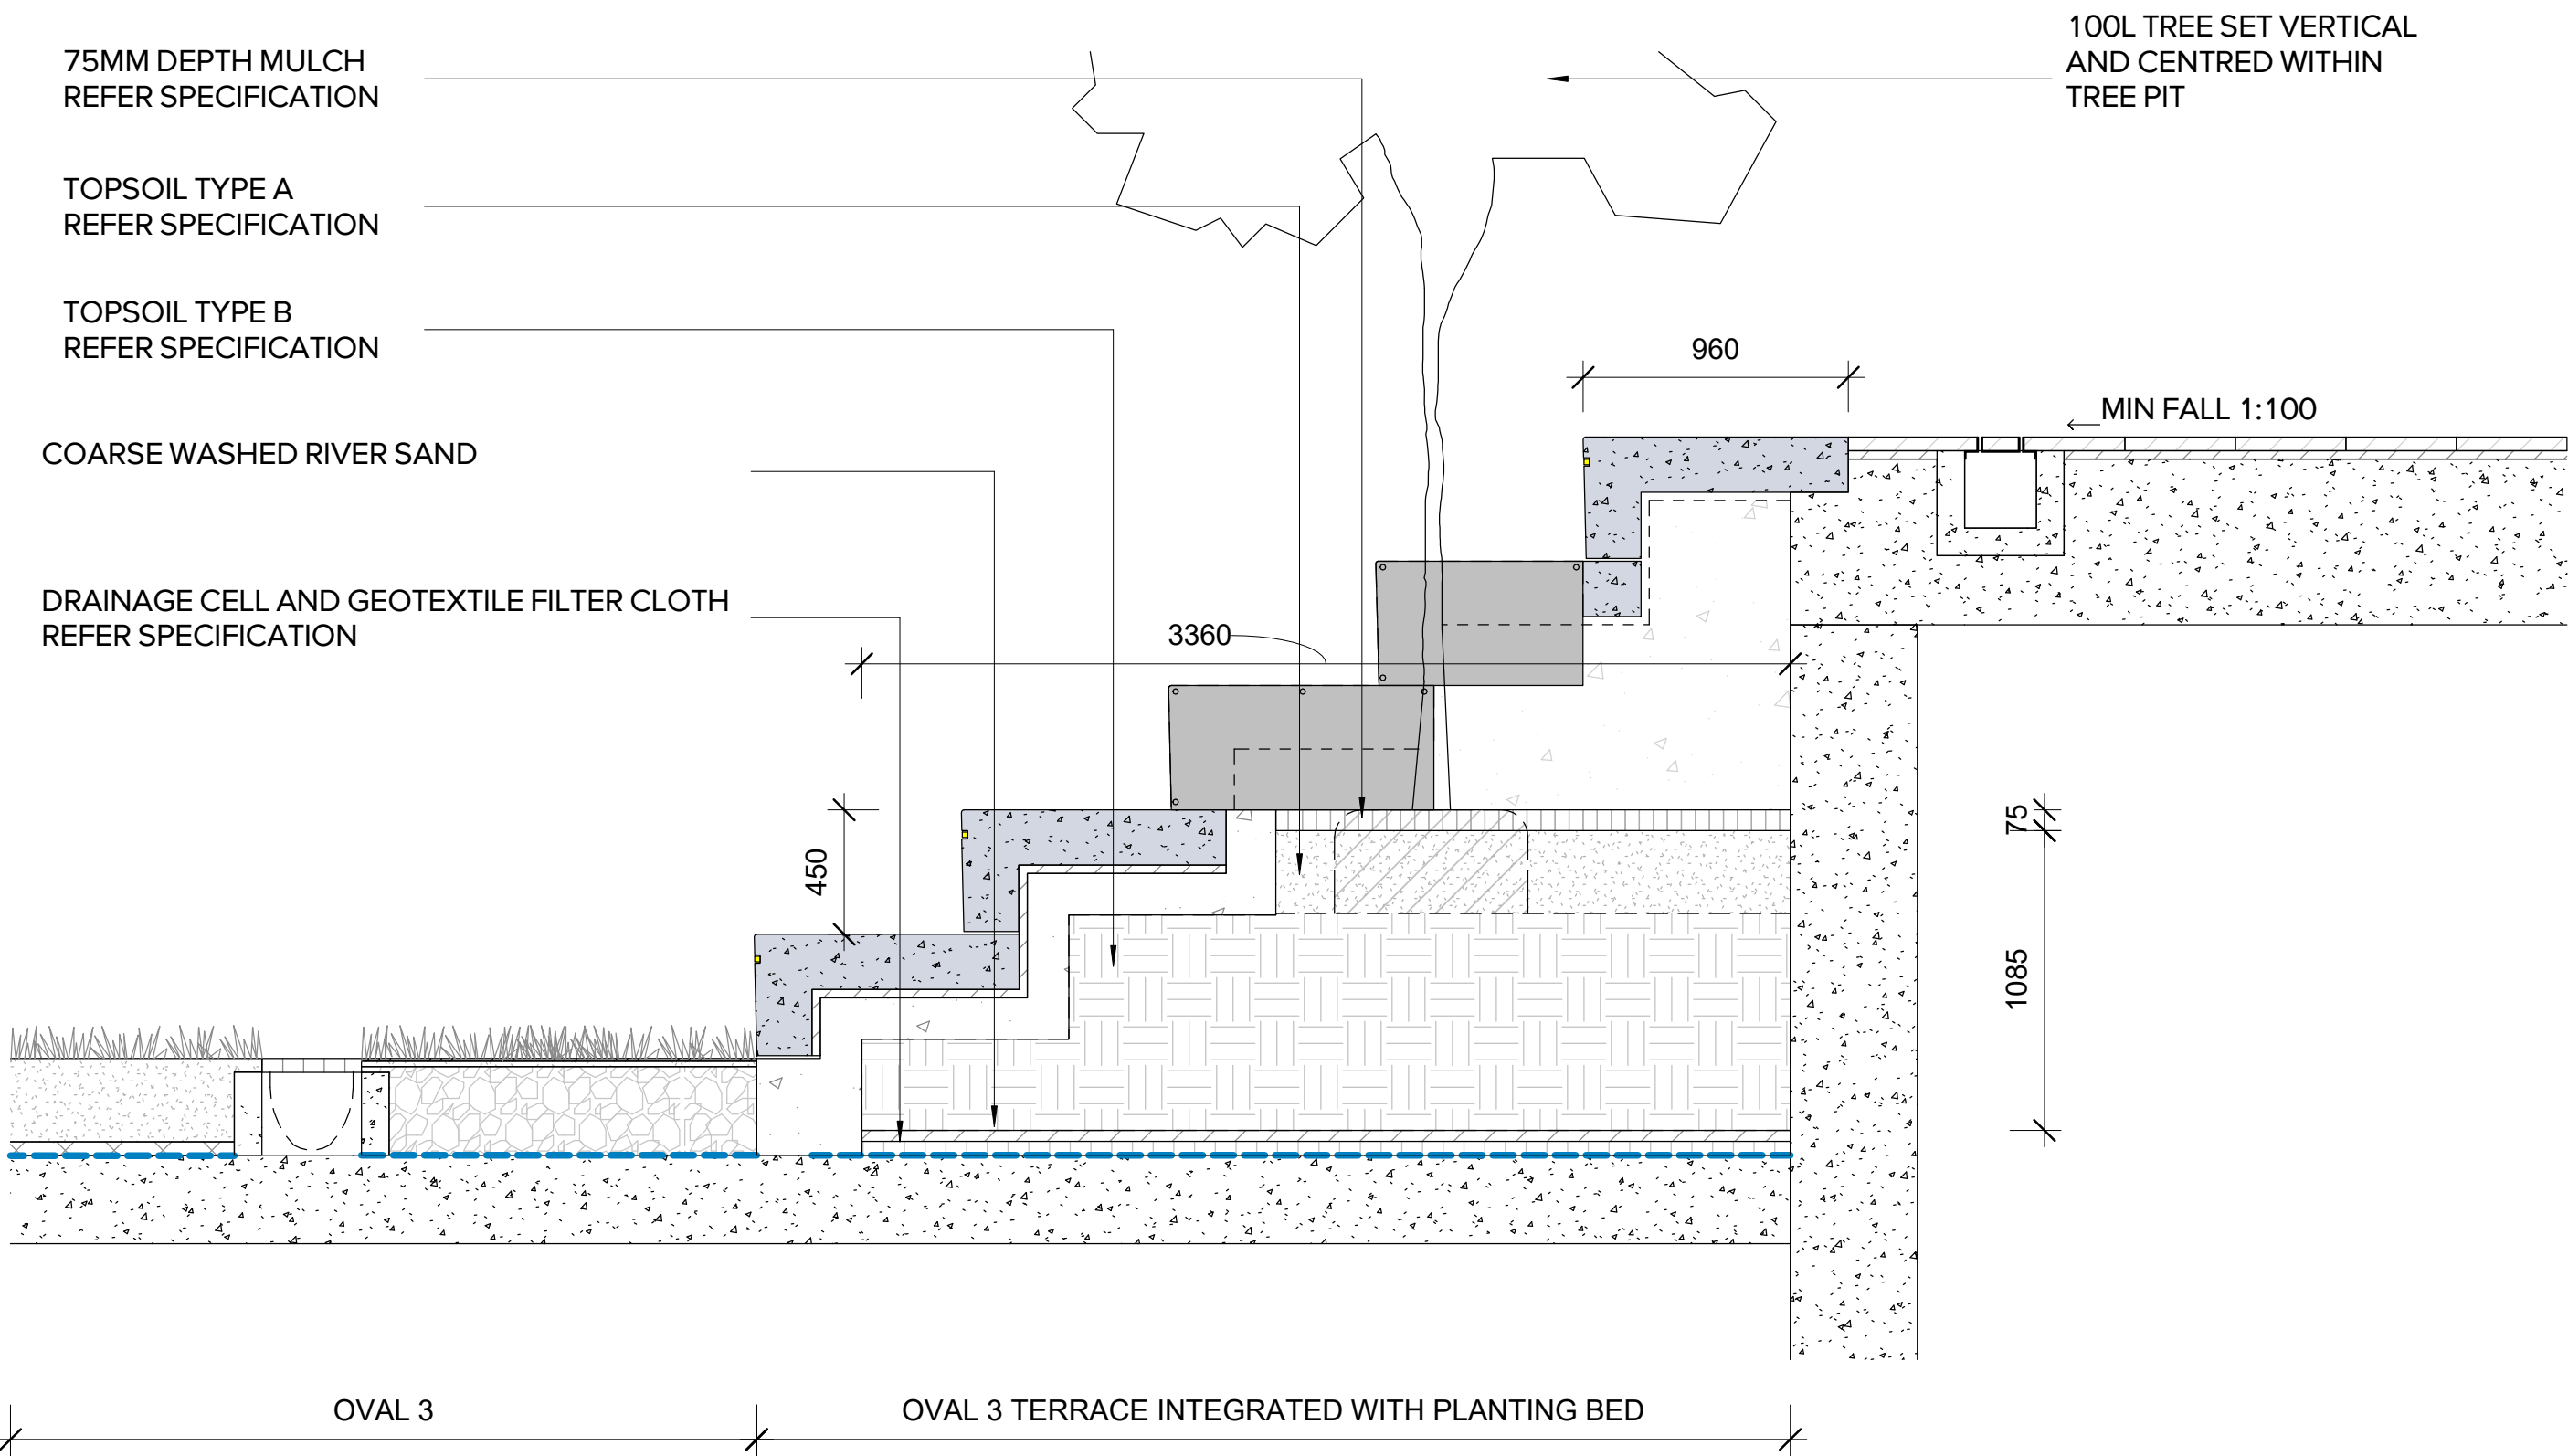 75MM DEPTH MULCH
REFER SPECIFICATION
TOPSOIL TYPE A
REFER SPECIFICATION
TOPSOIL TYPE B
REFER SPECIFICATION
COARSE WASHED RIVER SAND
DRAINAGE CELL AND GEOTEXTILE FILTER CLOTH
REFER SPECIFICATION
100L TREE SET VERTICAL
AND CENTRED WITHIN
TREE PIT
960
MIN FALL 1:100
3360
450
75
1085
OVAL 3
OVAL 3 TERRACE INTEGRATED WITH PLANTING BED